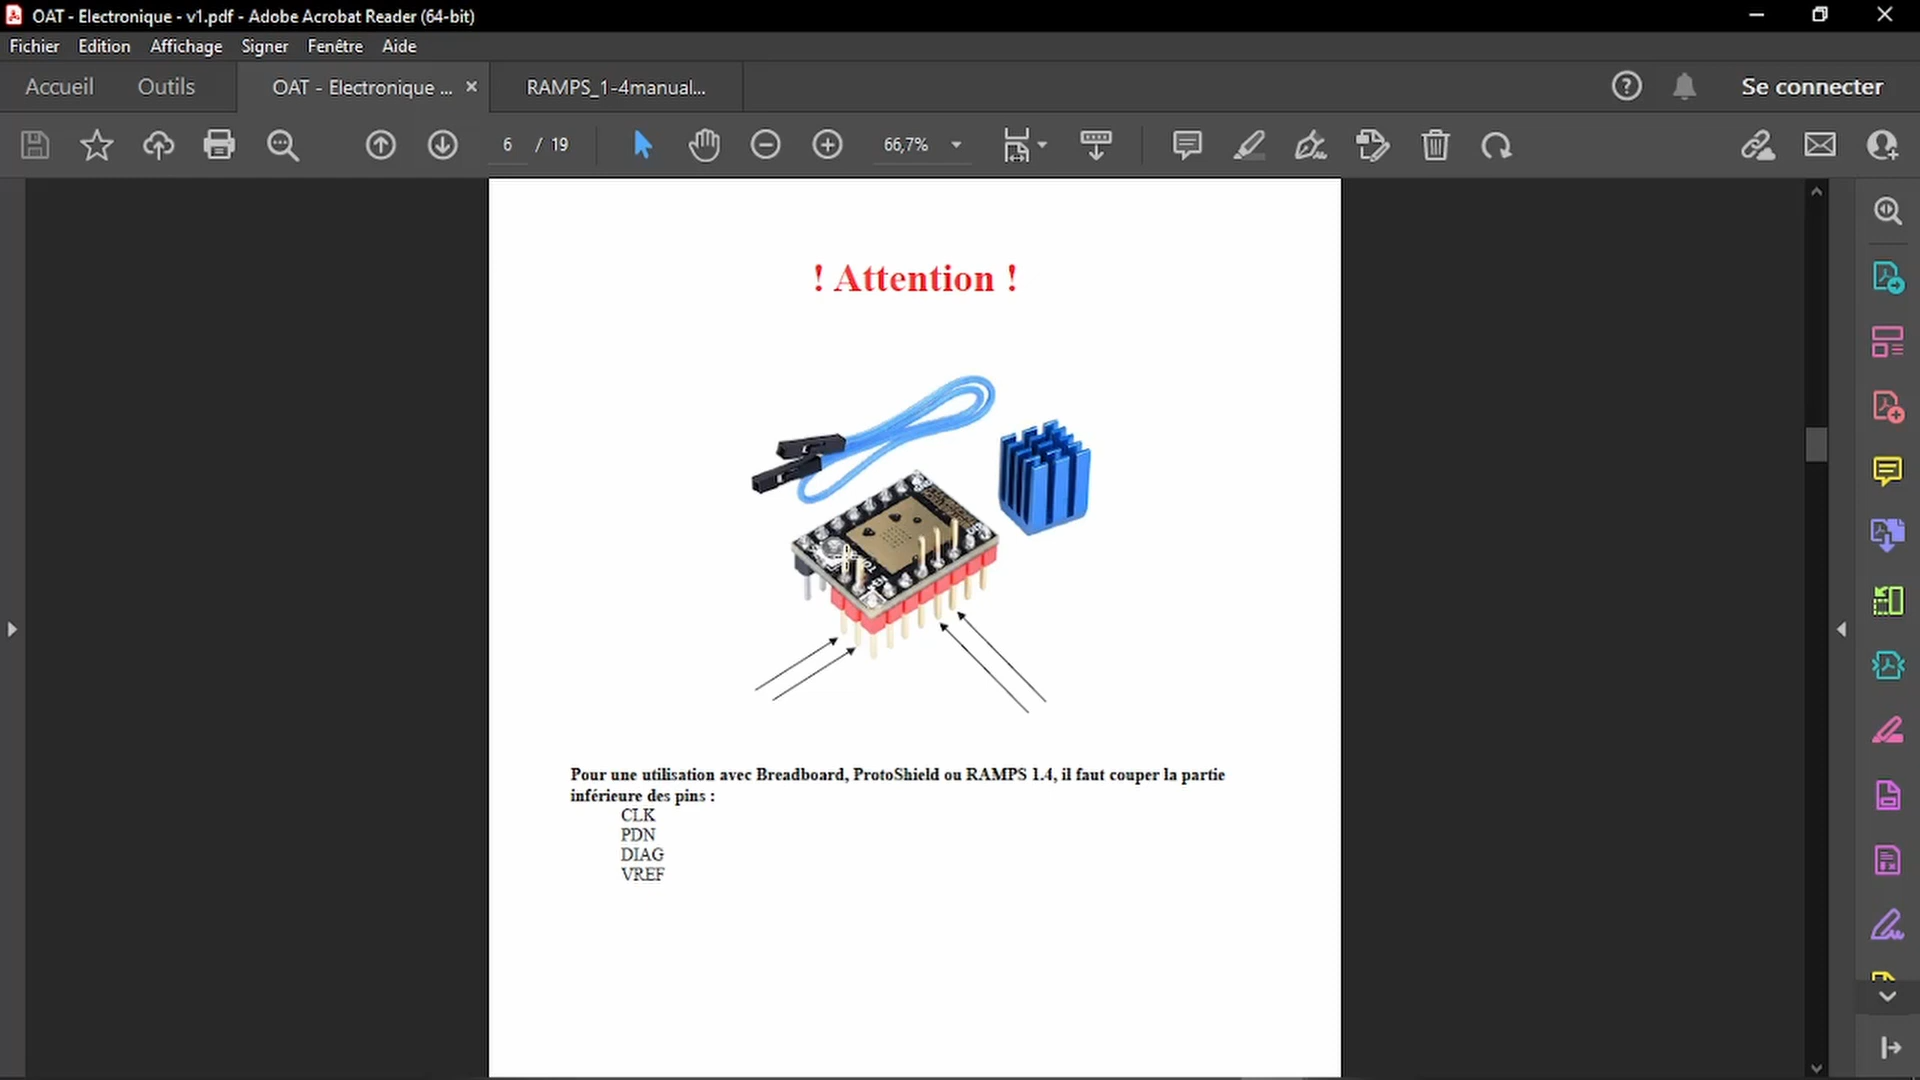 OAT - Electronique - v1.pdf - Adobe Acrobat Reader (64-bit)
Fichier Edition Affichage Signer Fenêtre Aide
Accueil Outils OAT - Electronique ... RAMPS_1-4manual... Se connecter
6 / 19 66,7%
! Attention !
Pour une utilisation avec Breadboard, ProtoShield ou RAMPS 1.4, il faut couper la partie
inférieure des pins :
CLK
PDN
DIAG
VREF